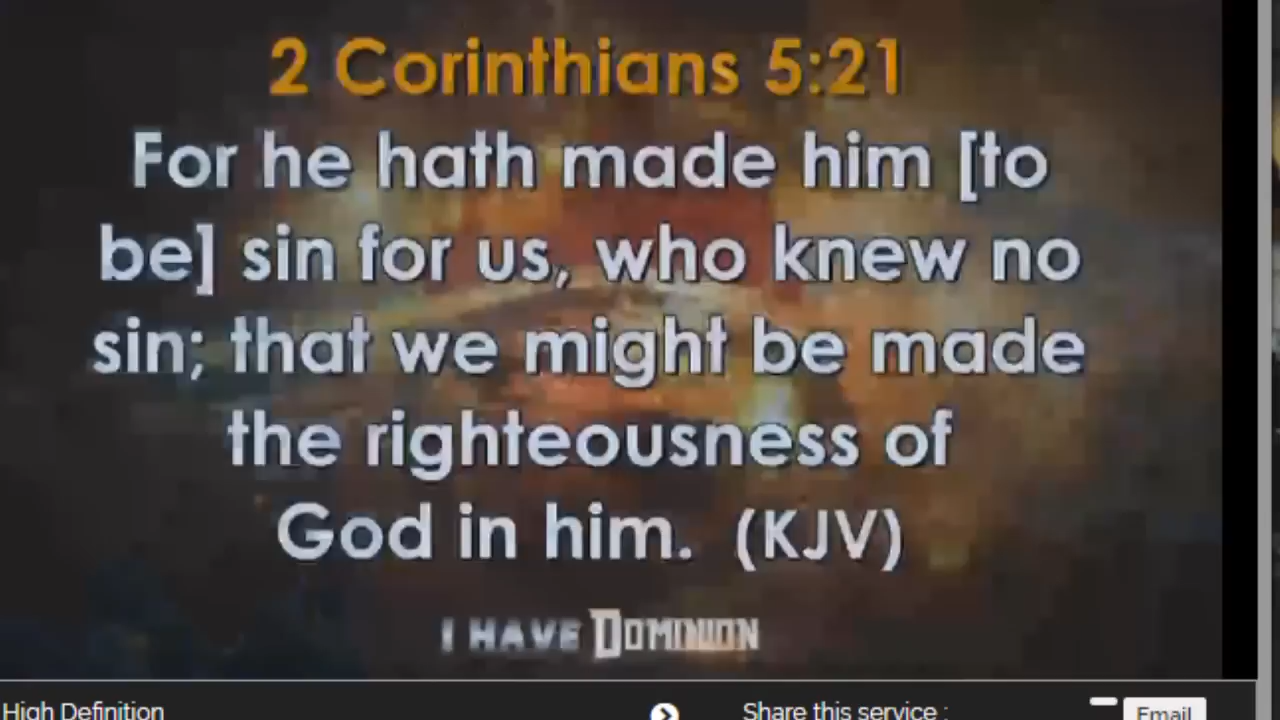 2 Corinthians 5:21
For he hath made him [to
be] sin for us, who knew no
sin; that we might be made
the righteousness of
God in him. (KJV)
I HAVE DOMINION
High Definition
Share this service :
Email